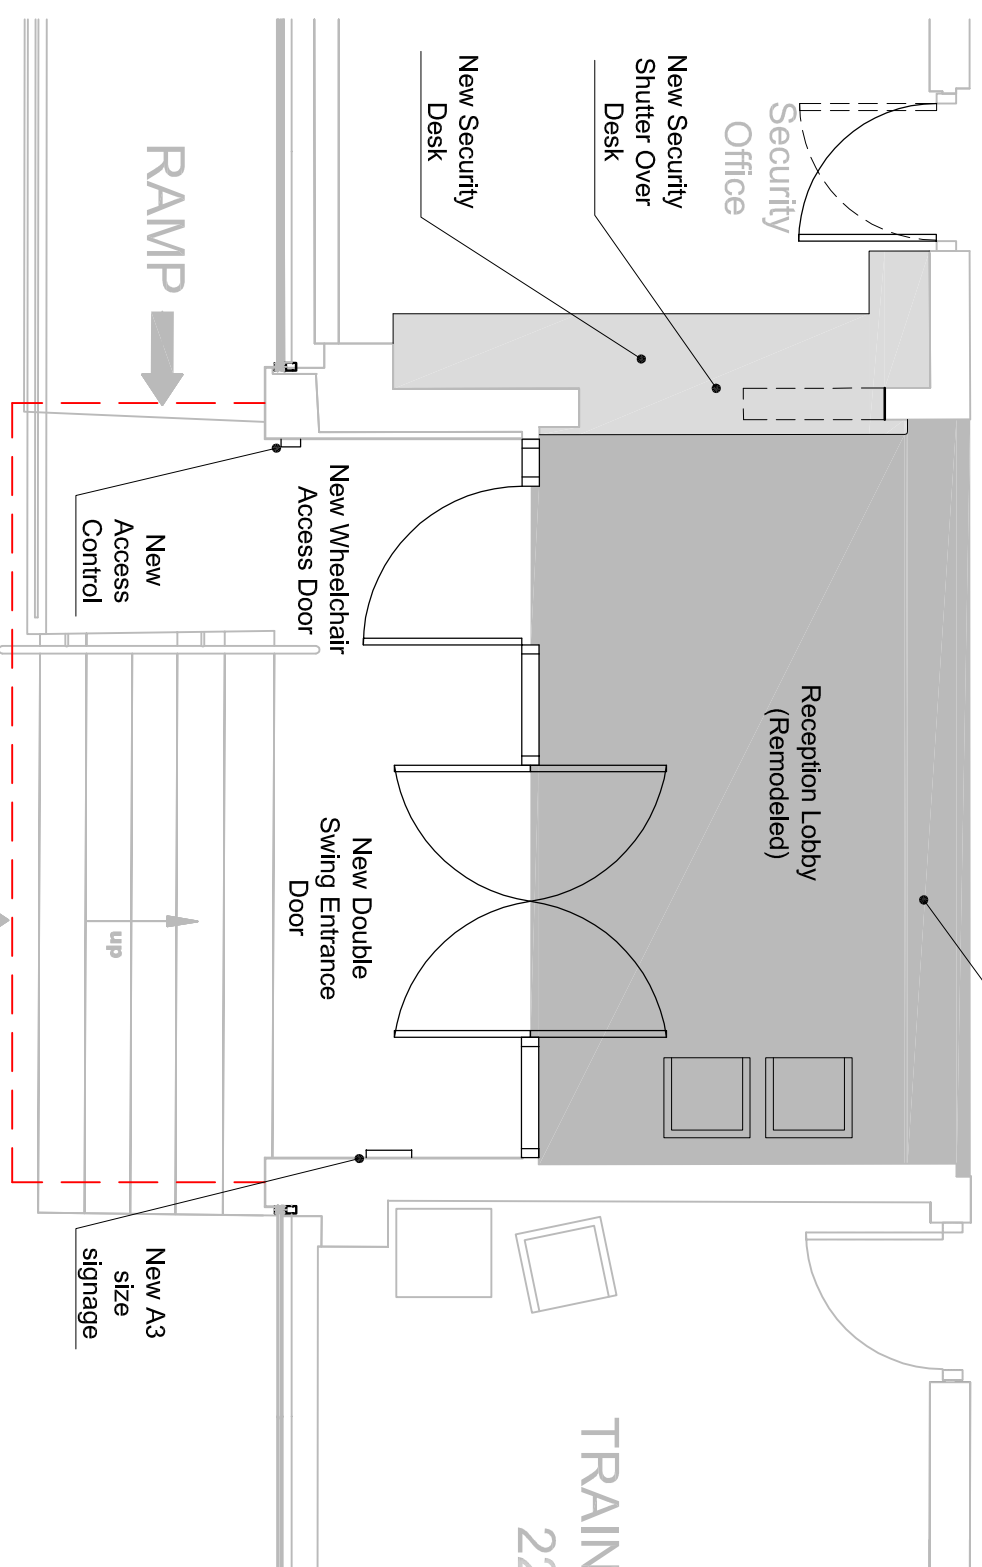 New Security
Shutter Over
Desk
New Security
Desk
Security
Office
RAMP
New Wheelchair
Access Door
New
Access
Control
Reception Lobby
(Remodeled)
New Double
Swing Entrance
Door
up
New A3
size
signage
TRAIN
22